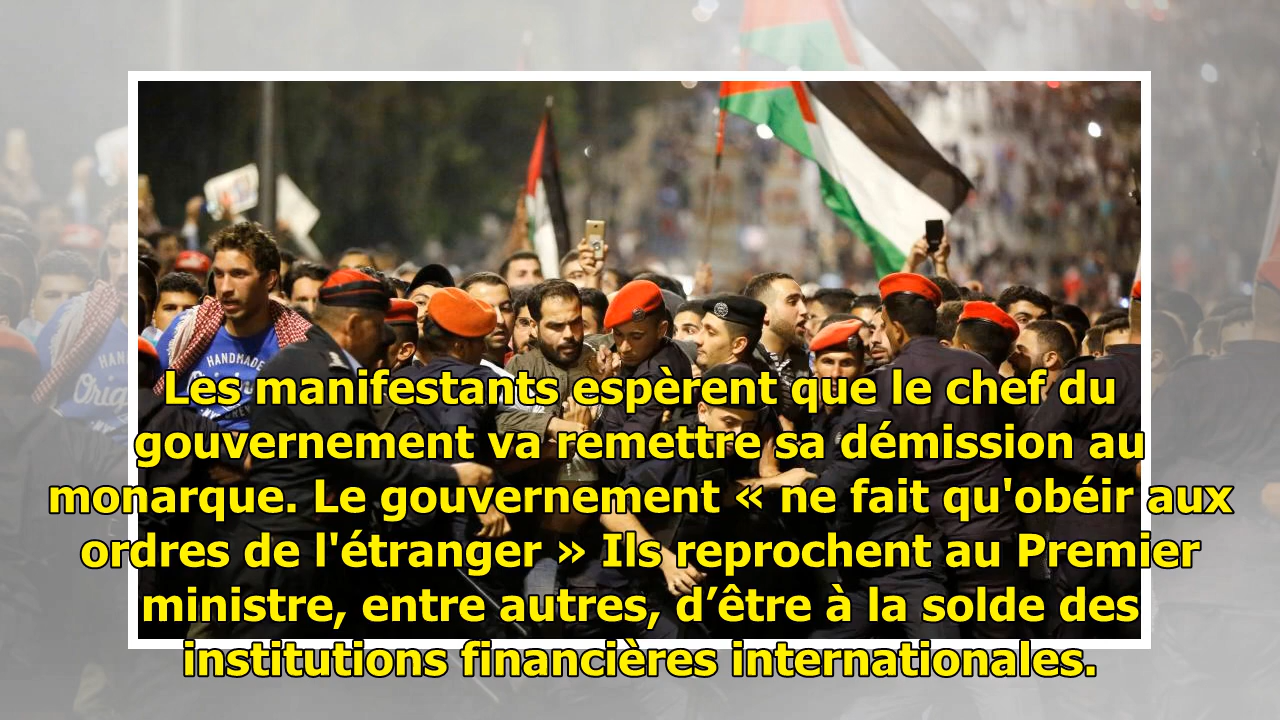 HANDMADE
Les manifestants espèrent que le chef du
gouvernement va remettre sa démission au
monarque. Le gouvernement « ne fait qu'obéir aux
ordres de l'étranger » Ils reprochent au Premier
ministre, entre autres, d’être à la solde des
institutions financières internationales.